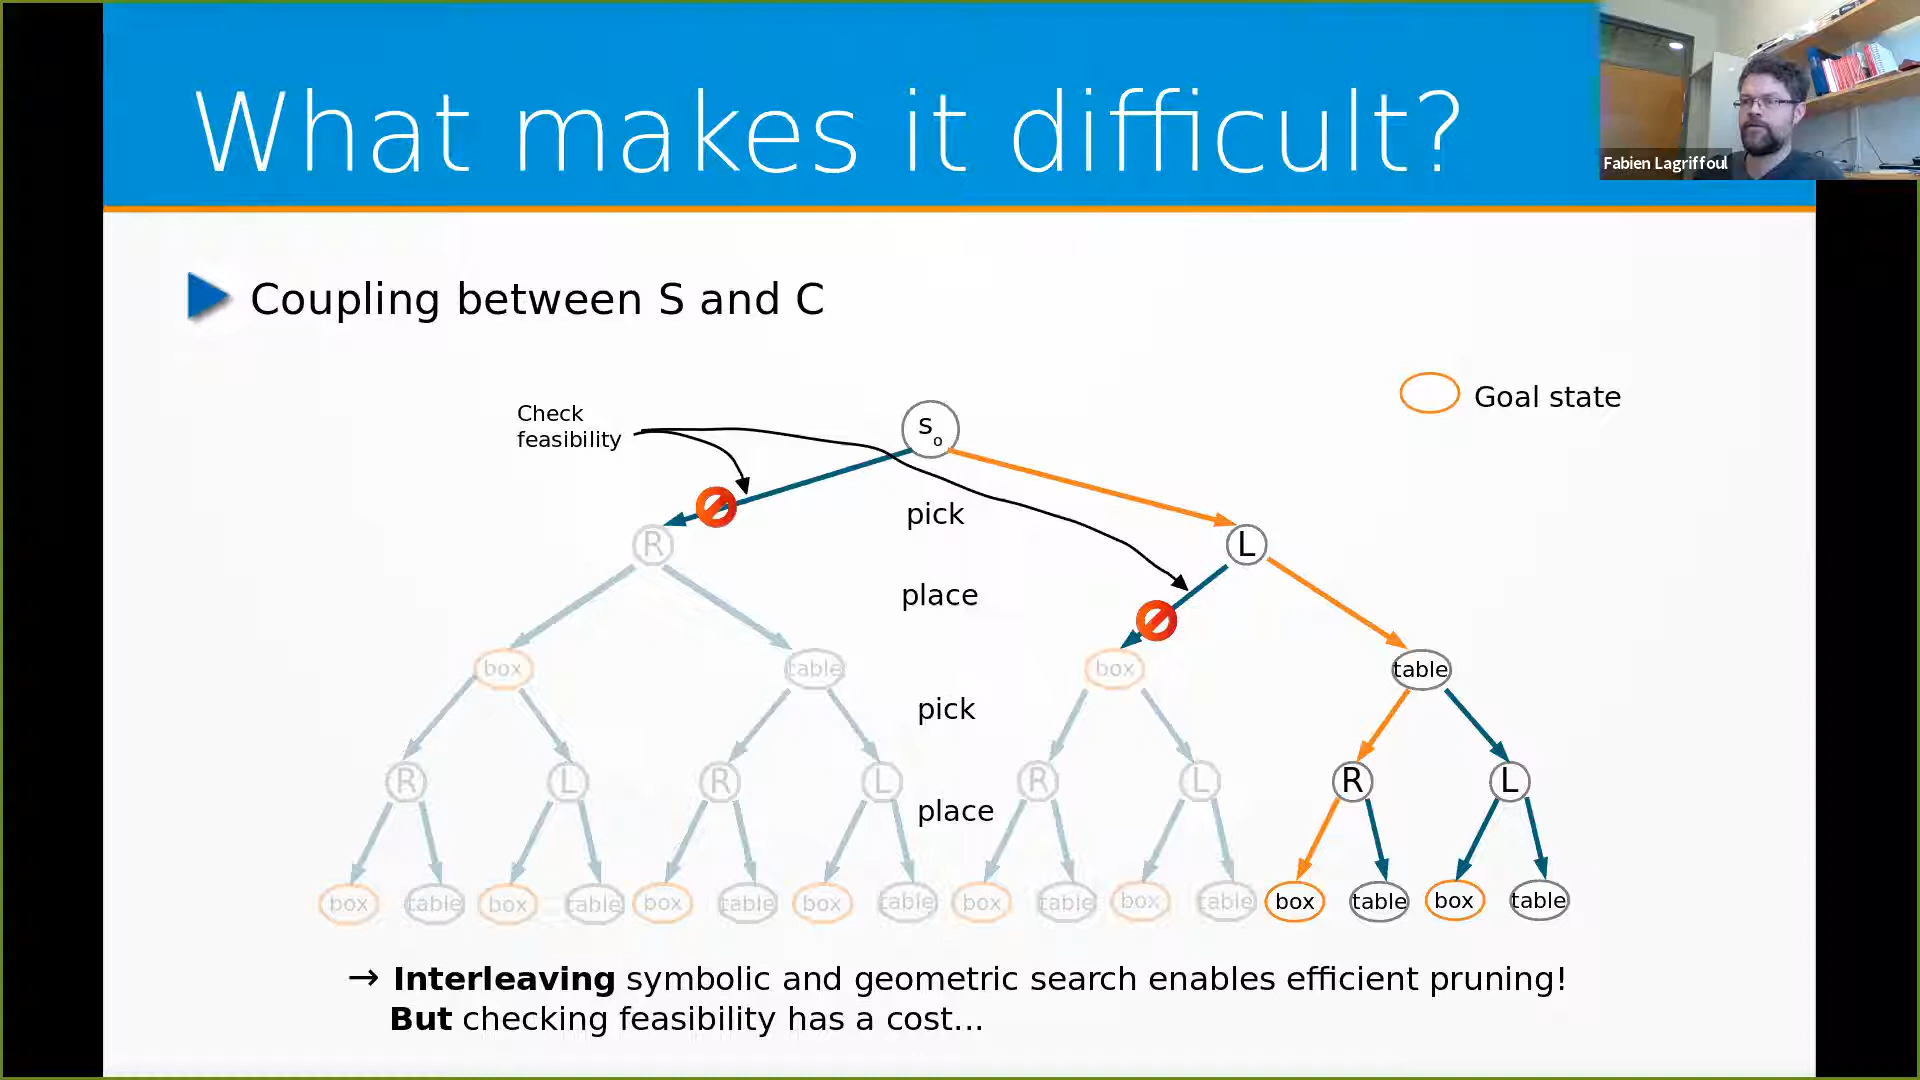 What makes it difficult?
Fabien Lagriffoul
Coupling between S and C
Goal state
Check
feasibility
s₀
pick
R
L
place
box
table
box
table
pick
R
L
R
L
R
L
R
L
place
box
table
box
table
box
table
box
table
box
table
box
table
box
table
box
table
→ Interleaving symbolic and geometric search enables efficient pruning!
But checking feasibility has a cost...